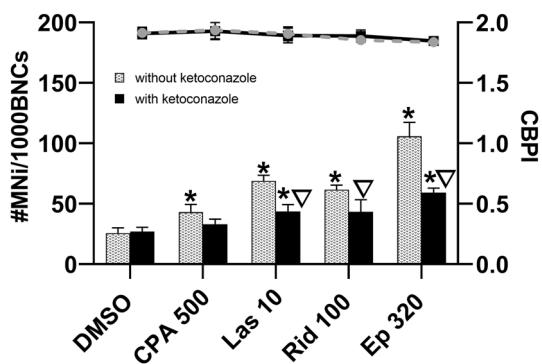 200
150
100
50
0
#MNi/1000BNCs
without ketoconazole
with ketoconazole
*
*
*
▽
*
▽
*
*
▽
2.0
1.5
1.0
0.5
0.0
CBPI
DMSO
CPA 500
Las 10
Rid 100
Ep 320